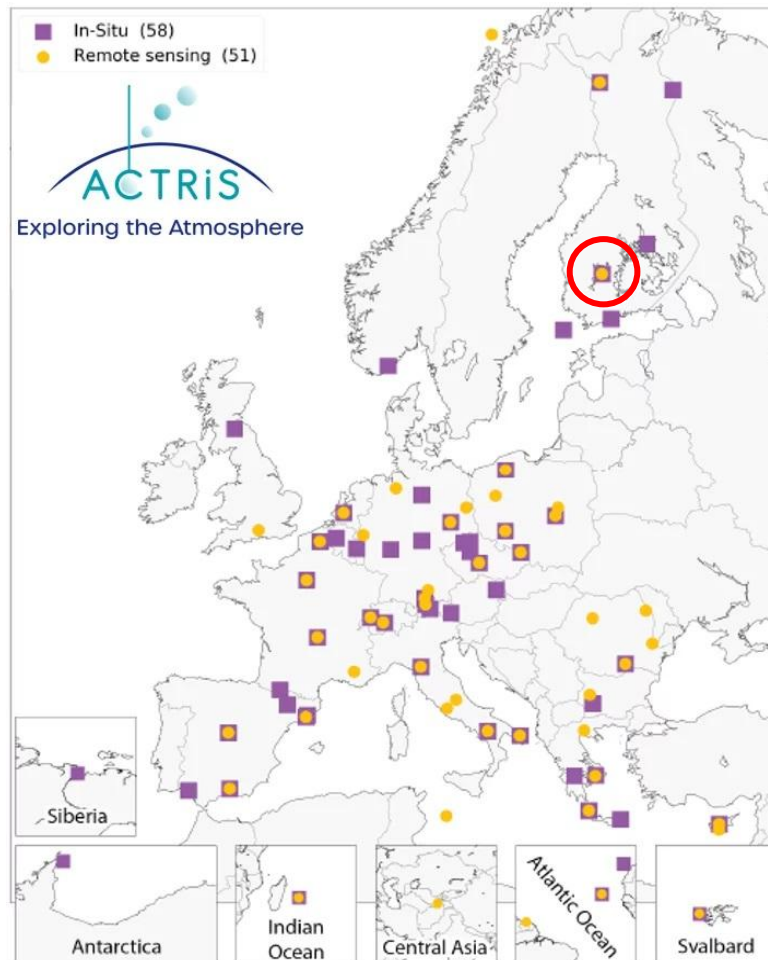 In-Situ (58)
Remote sensing (51)
ACTRiS
Exploring the Atmosphere
Siberia
Antarctica
Indian
Ocean
Central Asia
Atlantic Ocean
Svalbard